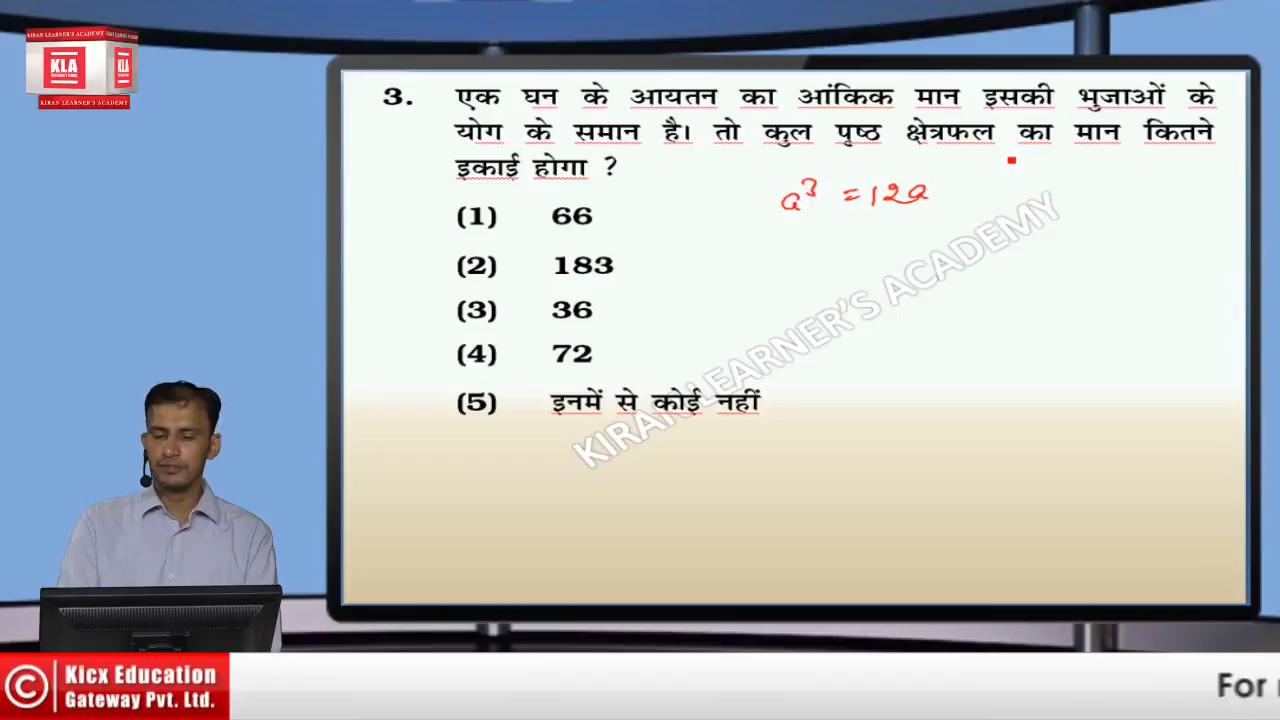 KIRAN LEARNER'S ACADEMY
KLA
KLA
KIRAN LEARNER'S ACADEMY
3. एक घन के आयतन का आंकिक मान इसकी भुजाओं के
योग के समान है। तो कुल पृष्ठ क्षेत्रफल का मान कितने
इकाई होगा ?
a³ = 12a
(1) 66
(2) 183
(3) 36
(4) 72
(5) इनमें से कोई नहीं
KIRAN LEARNER'S ACADEMY
© Kicx Education
Gateway Pvt. Ltd.
For